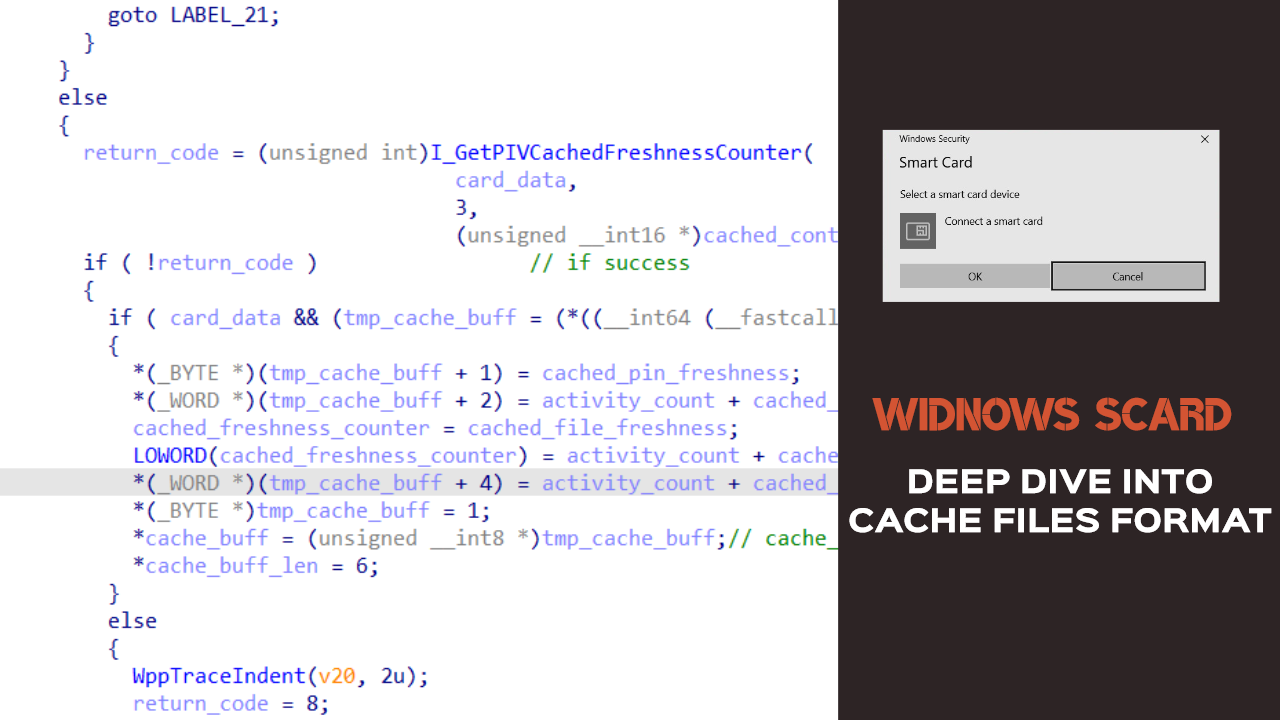 goto LABEL_21;
}
}
else
{
return_code = (unsigned int)I_GetPIVCachedFreshnessCounter(
card_data,
3,
(unsigned __int16 *)cached_cont
if ( !return_code ) // if success
{
if ( card_data && (tmp_cache_buff = (*((__int64 (__fastcall
{
*(_BYTE *)(tmp_cache_buff + 1) = cached_pin_freshness;
*(_WORD *)(tmp_cache_buff + 2) = activity_count + cached_
cached_freshness_counter = cached_file_freshness;
LOWORD(cached_freshness_counter) = activity_count + cache
*(_WORD *)(tmp_cache_buff + 4) = activity_count + cached_
*(_BYTE *)tmp_cache_buff = 1;
*cache_buff = (unsigned __int8 *)tmp_cache_buff;// cache_
*cache_buff_len = 6;
}
else
{
WppTraceIndent(v20, 2u);
return_code = 8;
Windows Security
Smart Card
Select a smart card device
Connect a smart card
OK
Cancel
WIDNOWS SCARD
DEEP DIVE INTO
CACHE FILES FORMAT